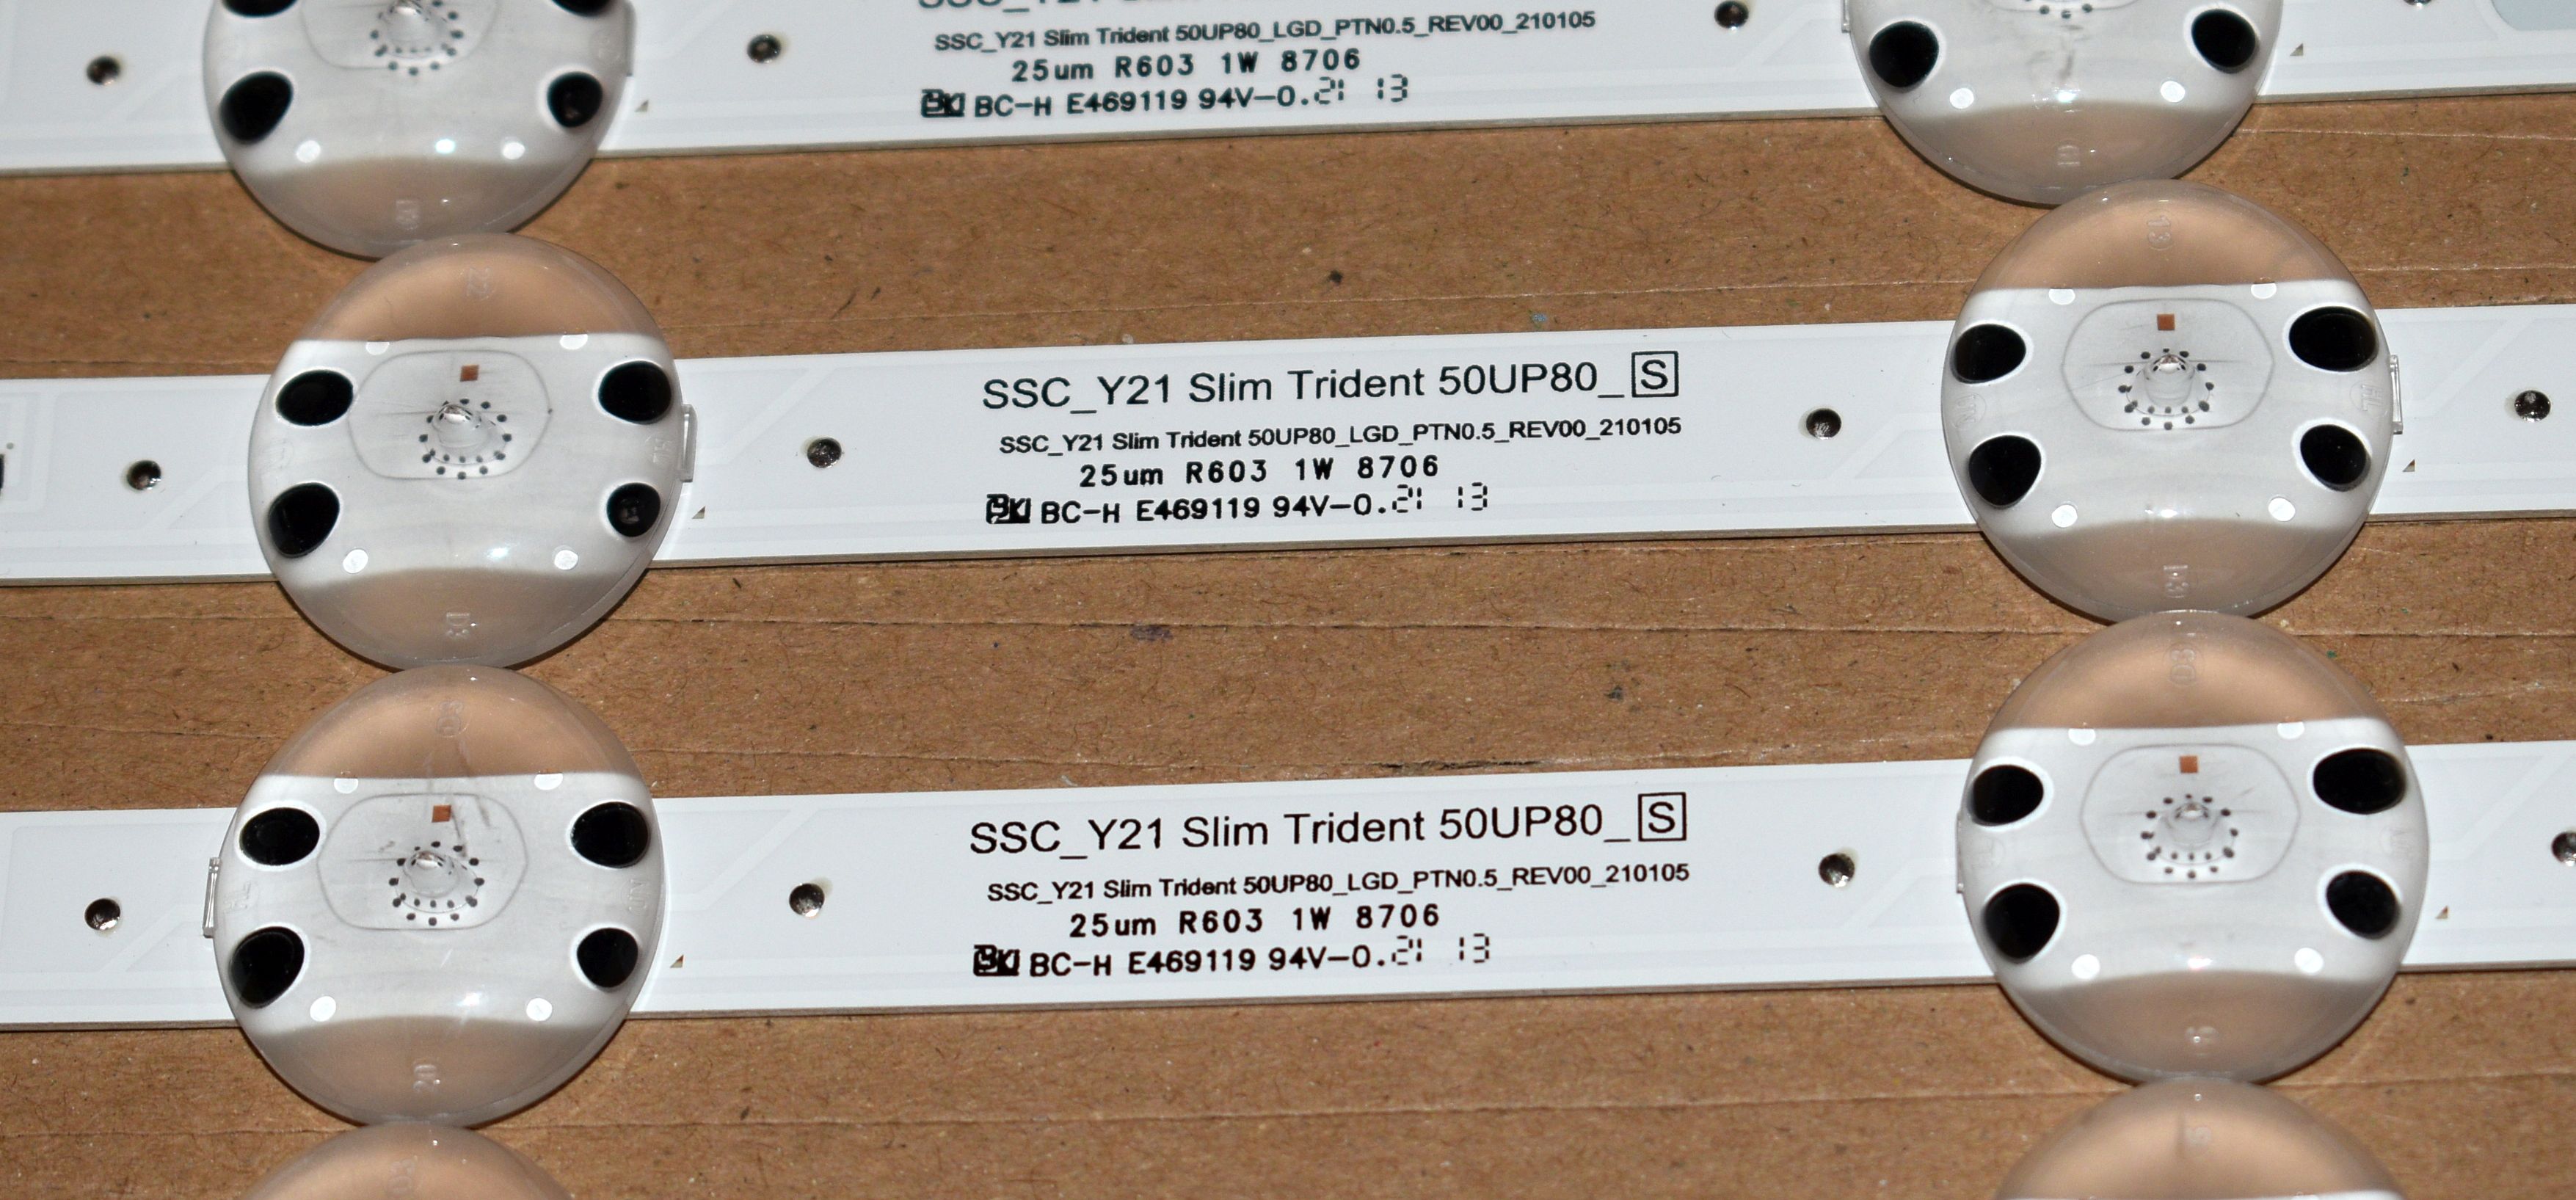 SSC_Y21 Slim Trident 50UP80_LGD_PTN0.5_REV00_210105
25um R603 1W 8706
BC-H E469119 94V-0.21 13
SSC_Y21 Slim Trident 50UP80_S
SSC_Y21 Slim Trident 50UP80_LGD_PTN0.5_REV00_210105
25um R603 1W 8706
BC-H E469119 94V-0.21 13
SSC_Y21 Slim Trident 50UP80_S
SSC_Y21 Slim Trident 50UP80_LGD_PTN0.5_REV00_210105
25um R603 1W 8706
BC-H E469119 94V-0.21 13